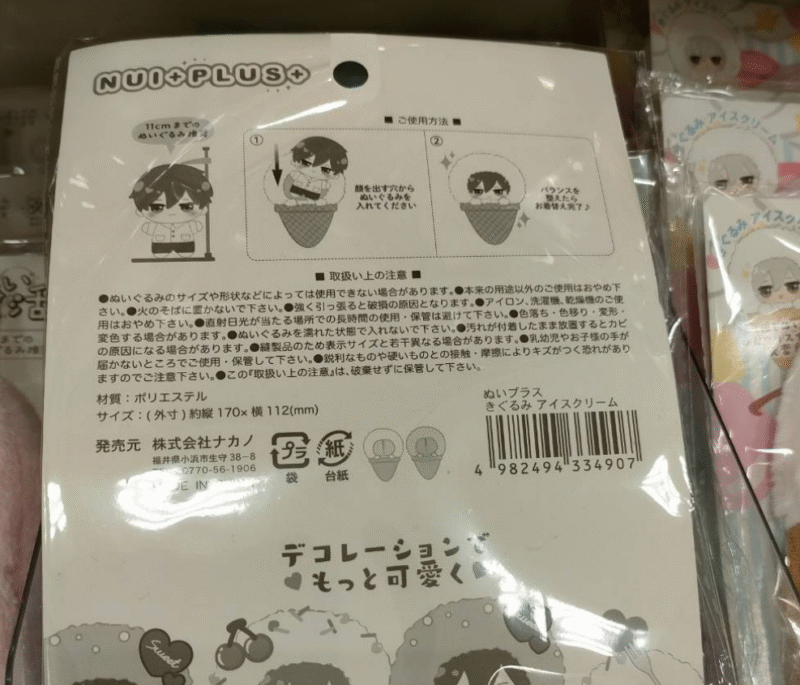 NUI+PLUS+
11cmまでの
ぬいぐるみ推奨
■ ご使用方法 ■
①
顔を出す穴から
ぬいぐるみを
入れてください
②
バランスを
整えたら
お着替え完了♪
■ 取扱い上の注意 ■
●ぬいぐるみのサイズや形状などによっては使用できない場合があります。●本来の用途以外のご使用はおやめ下
さい。●火のそばに置かないで下さい。●強く引っ張ると破損の原因となります。●アイロン、洗濯機、乾燥機のご使
用はおやめ下さい。●直射日光が当たる場所での長時間の使用・保管は避けて下さい。●色落ち・色移り・変形・
変色する場合があります。●ぬいぐるみを濡れた状態で入れないで下さい。●汚れが付着したまま放置するとカビ
の原因になる場合があります。●縫製品のため表示サイズと若干異なる場合があります。●乳幼児やお子様の手が
届かないところでご使用・保管して下さい。●鋭利なものや硬いものとの接触・摩擦によりキズがつく恐れがあり
ますのでご注意下さい。●この『取扱い上の注意』は、破棄せずに保管して下さい。
材質：ポリエステル
サイズ：(外寸)約縦170×横112(mm)
発売元 株式会社ナカノ
福井県小浜市生守38-8
0770-56-1906
MADE IN
プラ
袋
紙
台紙
ぬいプラス
きぐるみ アイスクリーム
4 982494 334907
デコレーションで
もっと可愛く
Sweet
きぐるみ アイスクリーム